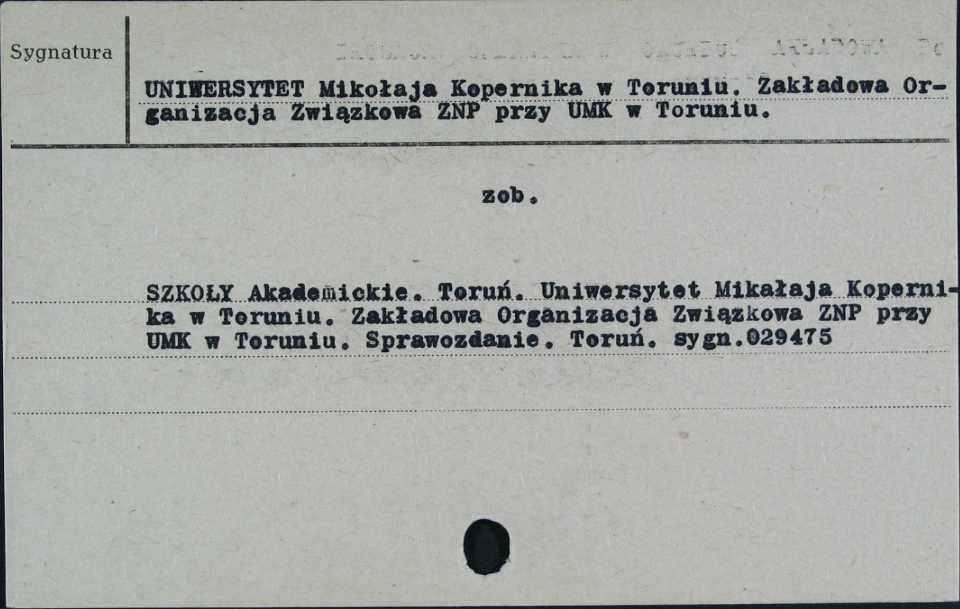 Sygnatura
UNIWERSYTET Mikołaja Kopernika w Toruniu. Zakładowa Or-
ganizacja Związkowa ZNP przy UMK w Toruniu.
zob.
SZKOŁY Akademickie. Toruń. Uniwersytet Mikałaja Koperni-
ka w Toruniu. Zakładowa Organizacja Związkowa ZNP przy
UMK w Toruniu. Sprawozdanie. Toruń. sygn.029475